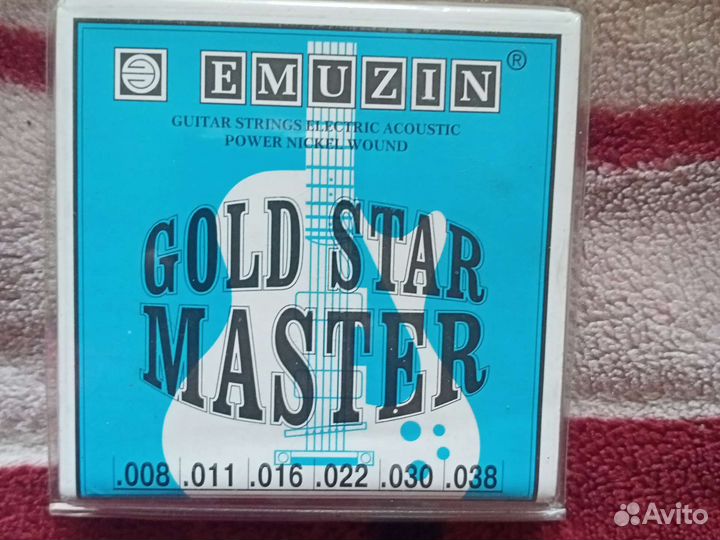 EMUZIN®
GUITAR STRINGS ELECTRIC ACOUSTIC
POWER NICKEL WOUND
GOLD STAR
MASTER
.008 .011 .016 .022 .030 .038
Avito